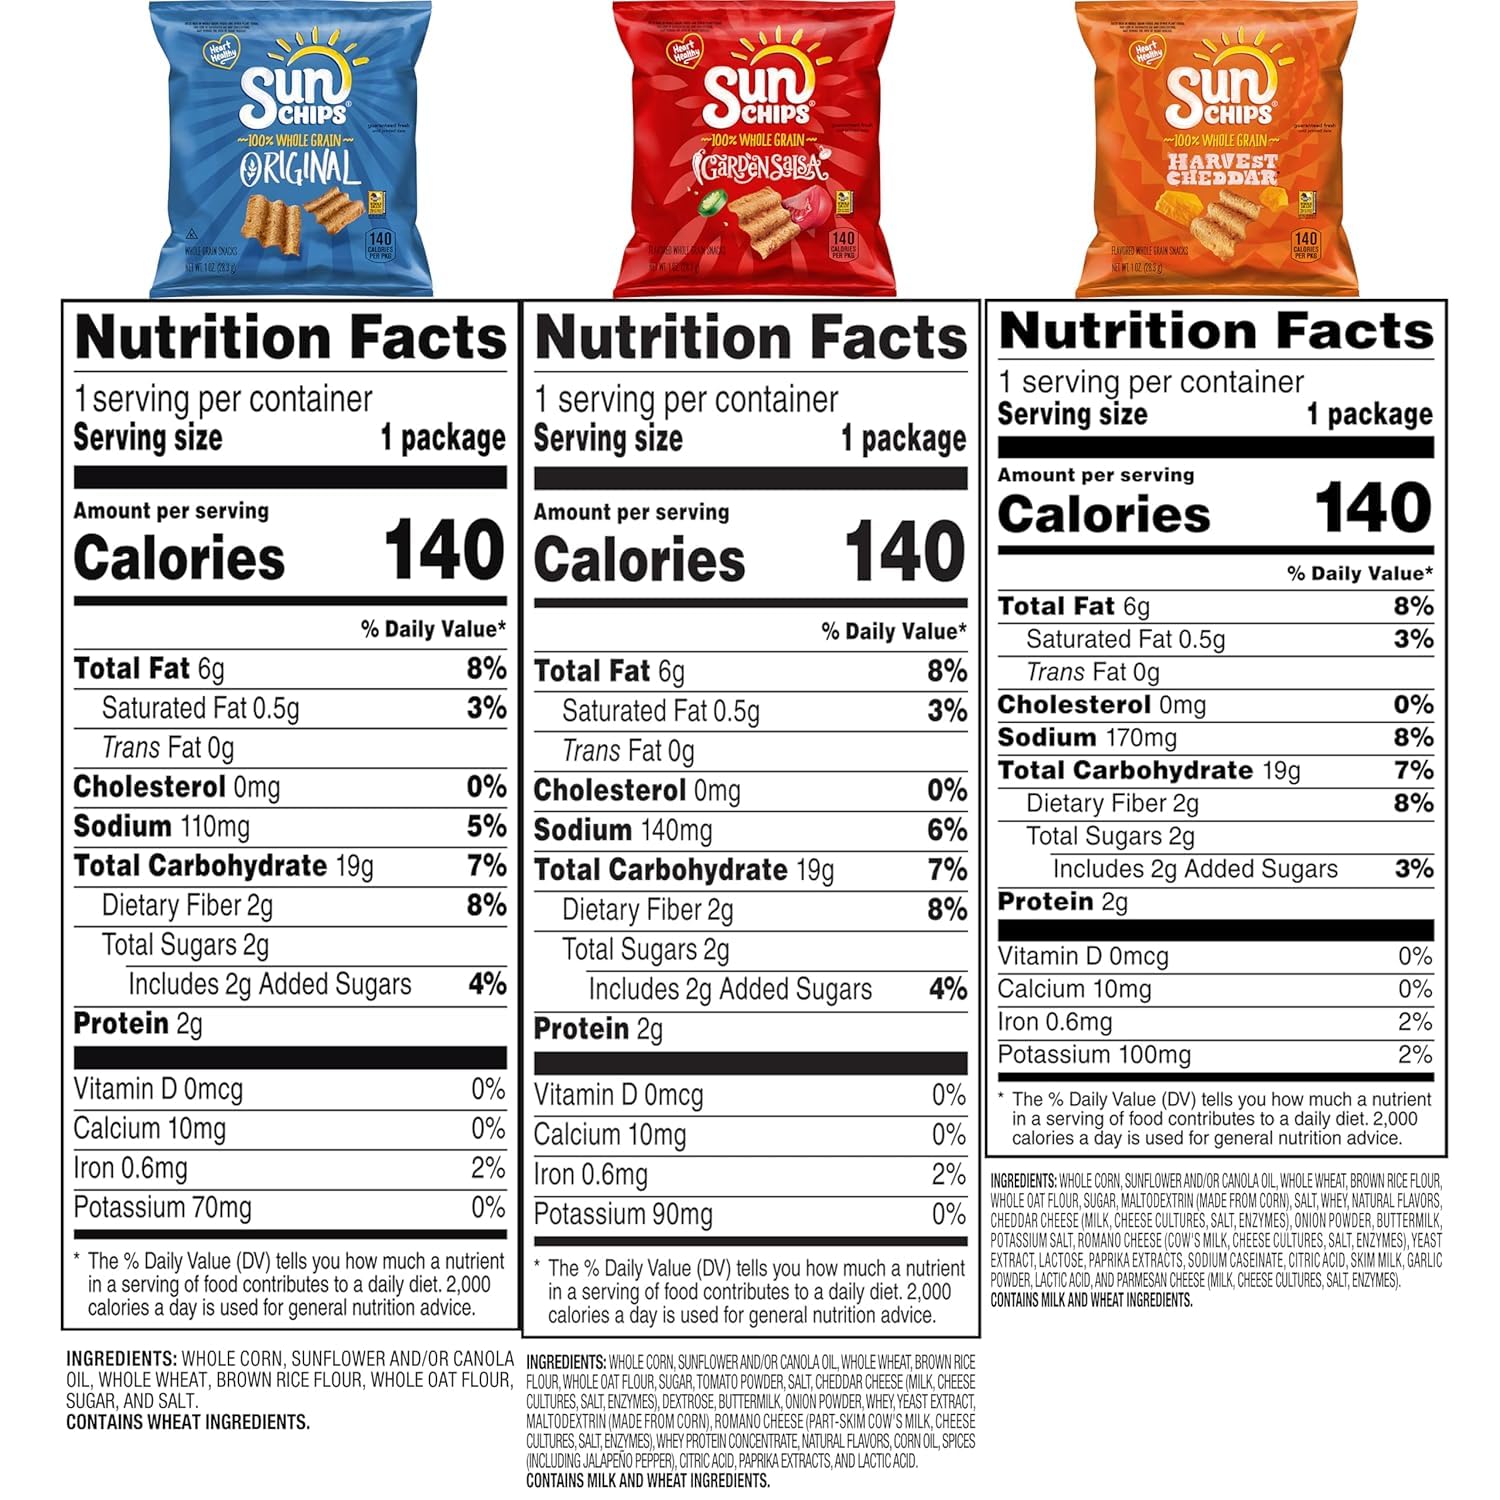 Heart
Healthy
Sun
CHIPS
100% WHOLE GRAIN
ORIGINAL
guaranteed fresh
WHOLE GRAIN SNACKS
NET WT. 1 OZ. (28.3 g)
140
CALORIES
PER PKG
Heart
Healthy
Sun
CHIPS
100% WHOLE GRAIN
GARDEN SALSA
guaranteed fresh
FLAVORED WHOLE GRAIN SNACKS
NET WT. 1 OZ. (28.3 g)
140
CALORIES
PER PKG
Heart
Healthy
Sun
CHIPS
100% WHOLE GRAIN
HARVEST
CHEDDAR
guaranteed fresh
FLAVORED WHOLE GRAIN SNACKS
NET WT. 1 OZ. (28.3 g)
140
CALORIES
PER PKG
Nutrition Facts
1 serving per container
Serving size 1 package
Amount per serving
Calories 140
% Daily Value*
Total Fat 6g 8%
Saturated Fat 0.5g 3%
Trans Fat 0g
Cholesterol 0mg 0%
Sodium 110mg 5%
Total Carbohydrate 19g 7%
Dietary Fiber 2g 8%
Total Sugars 2g
Includes 2g Added Sugars 4%
Protein 2g
Vitamin D 0mcg 0%
Calcium 10mg 0%
Iron 0.6mg 2%
Potassium 70mg 0%
* The % Daily Value (DV) tells you how much a nutrient
in a serving of food contributes to a daily diet. 2,000
calories a day is used for general nutrition advice.
INGREDIENTS: WHOLE CORN, SUNFLOWER AND/OR CANOLA
OIL, WHOLE WHEAT, BROWN RICE FLOUR, WHOLE OAT FLOUR,
SUGAR, AND SALT.
CONTAINS WHEAT INGREDIENTS.
Nutrition Facts
1 serving per container
Serving size 1 package
Amount per serving
Calories 140
% Daily Value*
Total Fat 6g 8%
Saturated Fat 0.5g 3%
Trans Fat 0g
Cholesterol 0mg 0%
Sodium 140mg 6%
Total Carbohydrate 19g 7%
Dietary Fiber 2g 8%
Total Sugars 2g
Includes 2g Added Sugars 4%
Protein 2g
Vitamin D 0mcg 0%
Calcium 10mg 0%
Iron 0.6mg 2%
Potassium 90mg 0%
* The % Daily Value (DV) tells you how much a nutrient
in a serving of food contributes to a daily diet. 2,000
calories a day is used for general nutrition advice.
INGREDIENTS: WHOLE CORN, SUNFLOWER AND/OR CANOLA OIL, WHOLE WHEAT, BROWN RICE
FLOUR, WHOLE OAT FLOUR, SUGAR, TOMATO POWDER, SALT, CHEDDAR CHEESE (MILK, CHEESE
CULTURES, SALT, ENZYMES), DEXTROSE, BUTTERMILK, ONION POWDER, WHEY, YEAST EXTRACT,
MALTODEXTRIN (MADE FROM CORN), ROMANO CHEESE (PART-SKIM COW'S MILK, CHEESE
CULTURES, SALT, ENZYMES), WHEY PROTEIN CONCENTRATE, NATURAL FLAVORS, CORN OIL, SPICES
(INCLUDING JALAPEÑO PEPPER), CITRIC ACID, PAPRIKA EXTRACTS, AND LACTIC ACID.
CONTAINS MILK AND WHEAT INGREDIENTS.
Nutrition Facts
1 serving per container
Serving size 1 package
Amount per serving
Calories 140
% Daily Value*
Total Fat 6g 8%
Saturated Fat 0.5g 3%
Trans Fat 0g
Cholesterol 0mg 0%
Sodium 170mg 8%
Total Carbohydrate 19g 7%
Dietary Fiber 2g 8%
Total Sugars 2g
Includes 2g Added Sugars 3%
Protein 2g
Vitamin D 0mcg 0%
Calcium 10mg 0%
Iron 0.6mg 2%
Potassium 100mg 2%
* The % Daily Value (DV) tells you how much a nutrient
in a serving of food contributes to a daily diet. 2,000
calories a day is used for general nutrition advice.
INGREDIENTS: WHOLE CORN, SUNFLOWER AND/OR CANOLA OIL, WHOLE WHEAT, BROWN RICE FLOUR,
WHOLE OAT FLOUR, SUGAR, MALTODEXTRIN (MADE FROM CORN), SALT, WHEY, NATURAL FLAVORS,
CHEDDAR CHEESE (MILK, CHEESE CULTURES, SALT, ENZYMES), ONION POWDER, BUTTERMILK,
POTASSIUM SALT, ROMANO CHEESE (COW'S MILK, CHEESE CULTURES, SALT, ENZYMES), YEAST
EXTRACT, LACTOSE, PAPRIKA EXTRACTS, SODIUM CASEINATE, CITRIC ACID, SKIM MILK, GARLIC
POWDER, LACTIC ACID, AND PARMESAN CHEESE (MILK, CHEESE CULTURES, SALT, ENZYMES).
CONTAINS MILK AND WHEAT INGREDIENTS.